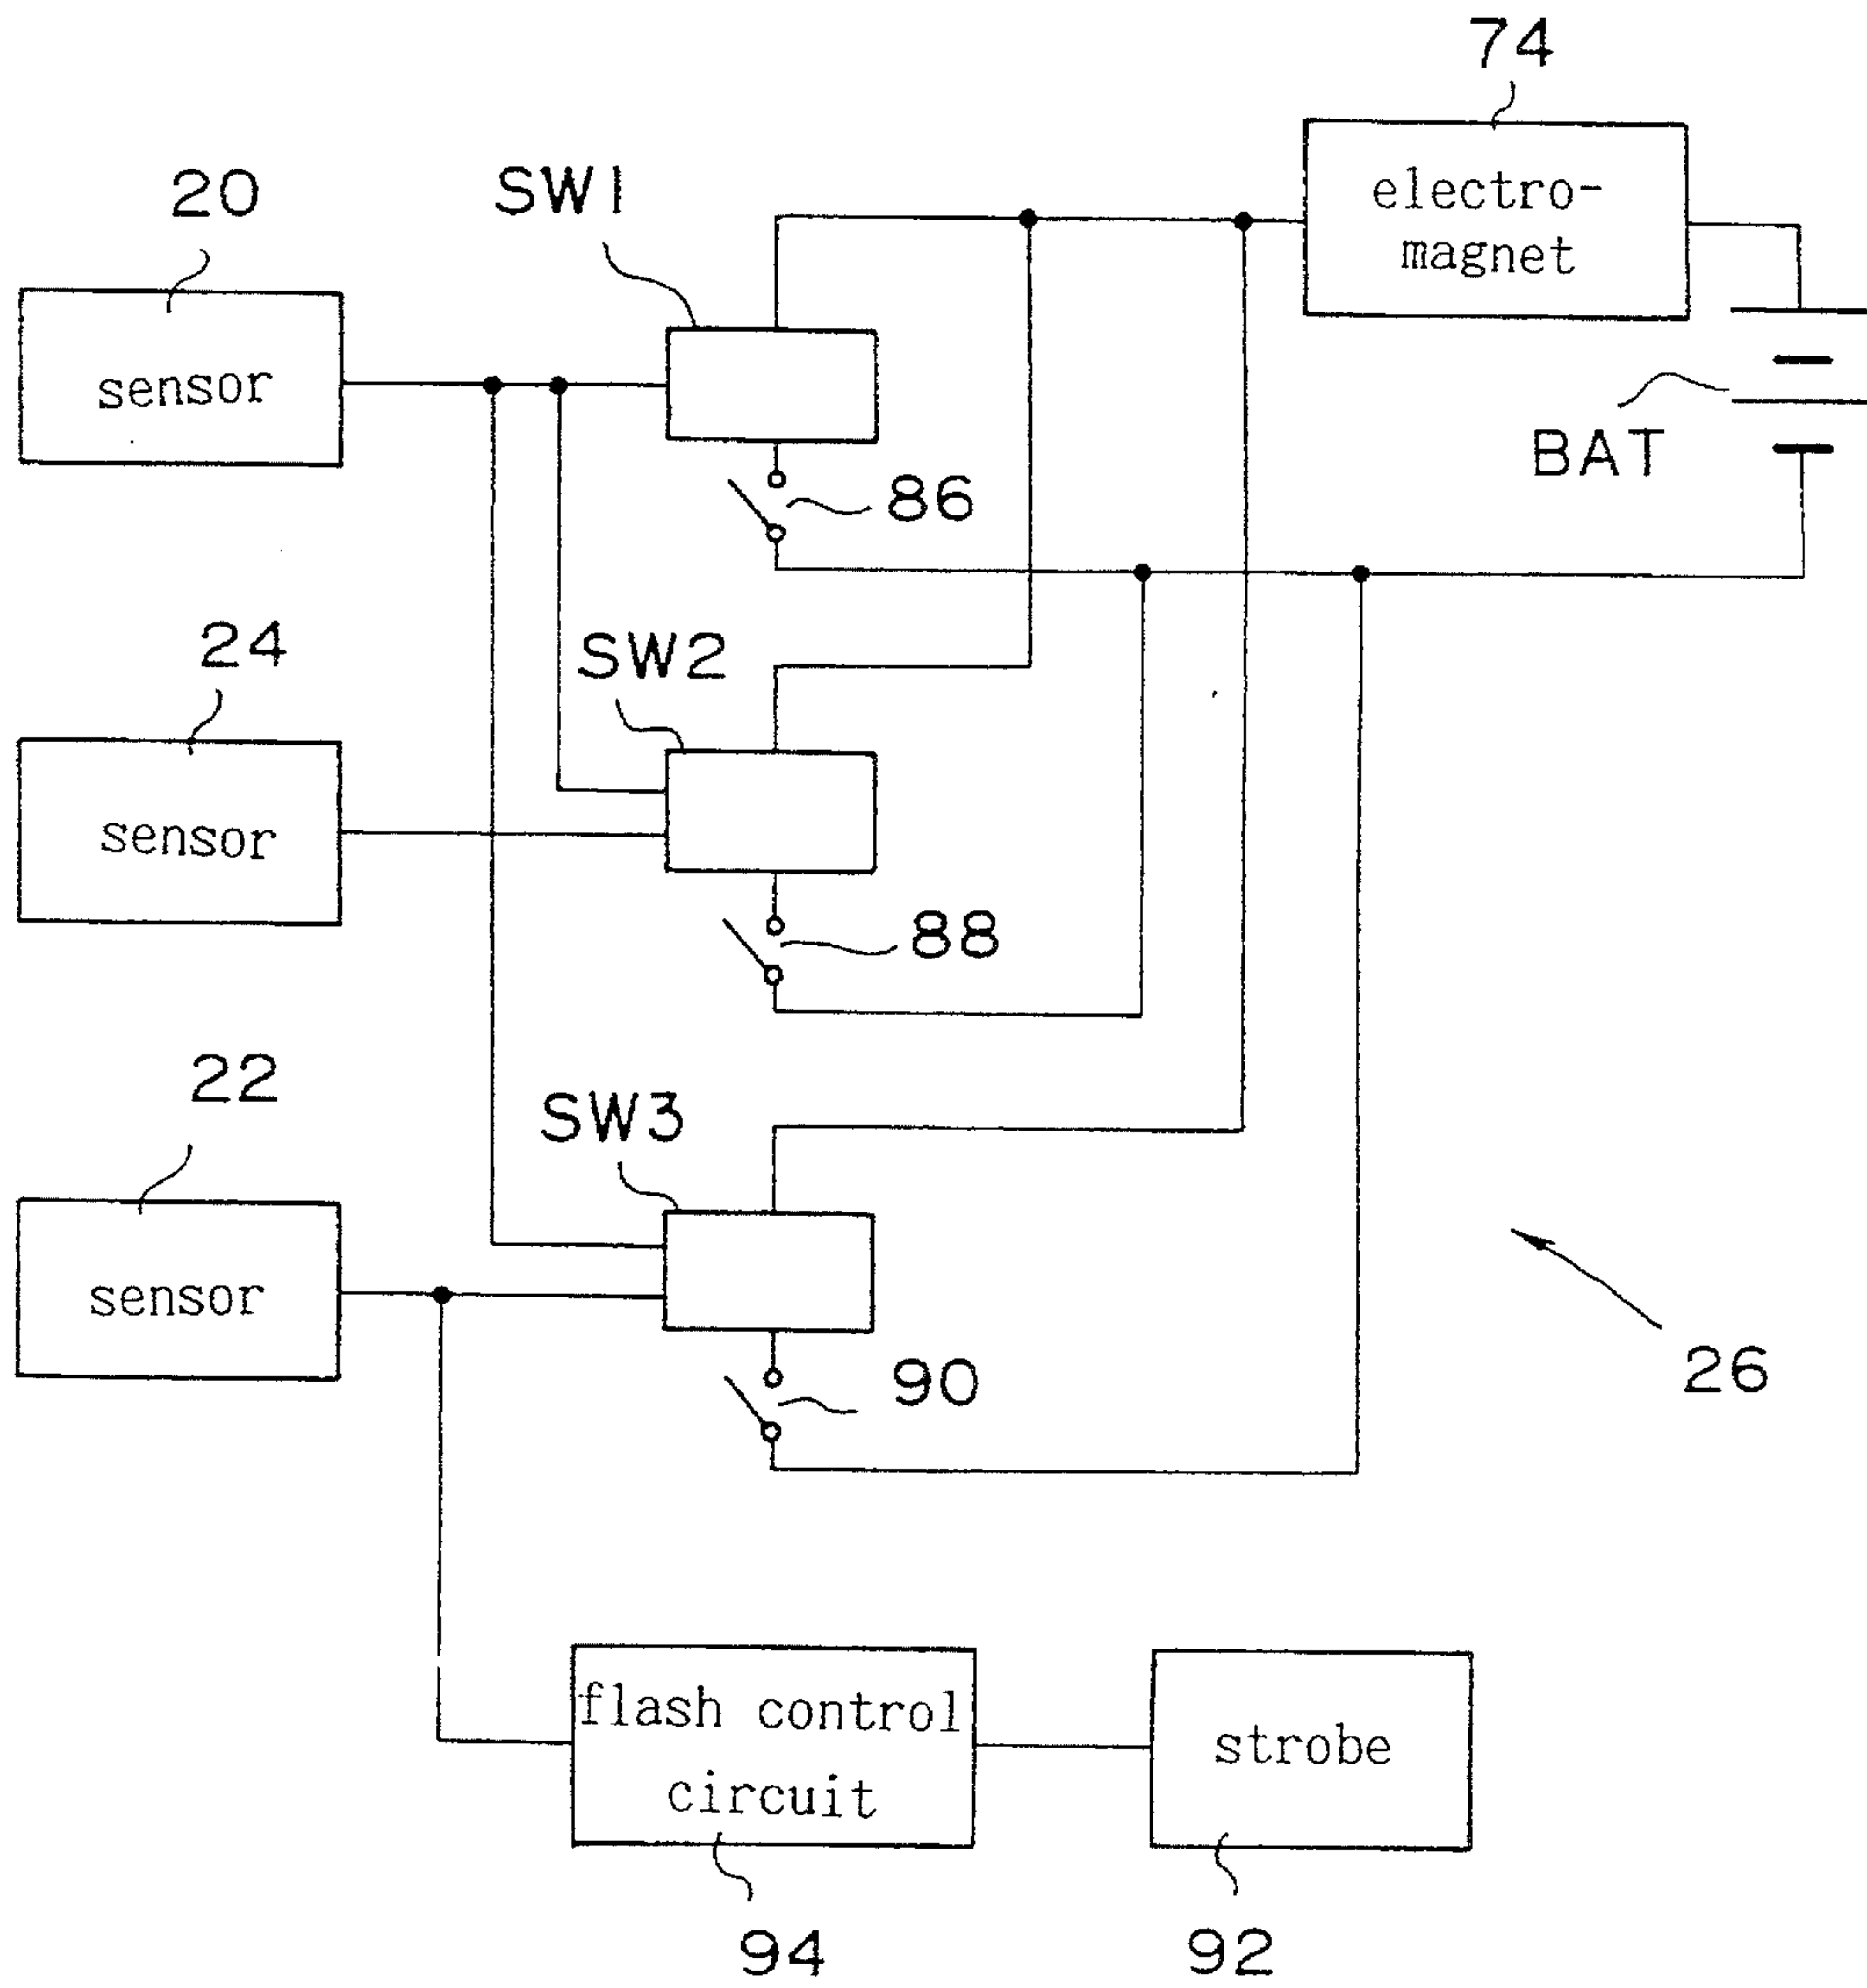 74
electro-
magnet
20
SW1
sensor
BAT
86
24
SW2
sensor
88
22
SW3
sensor
90
26
flash control
circuit
strobe
94
92